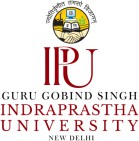 IPU
GURU GOBIND SINGH
INDRAPRASTHA
UNIVERSITY
NEW DELHI